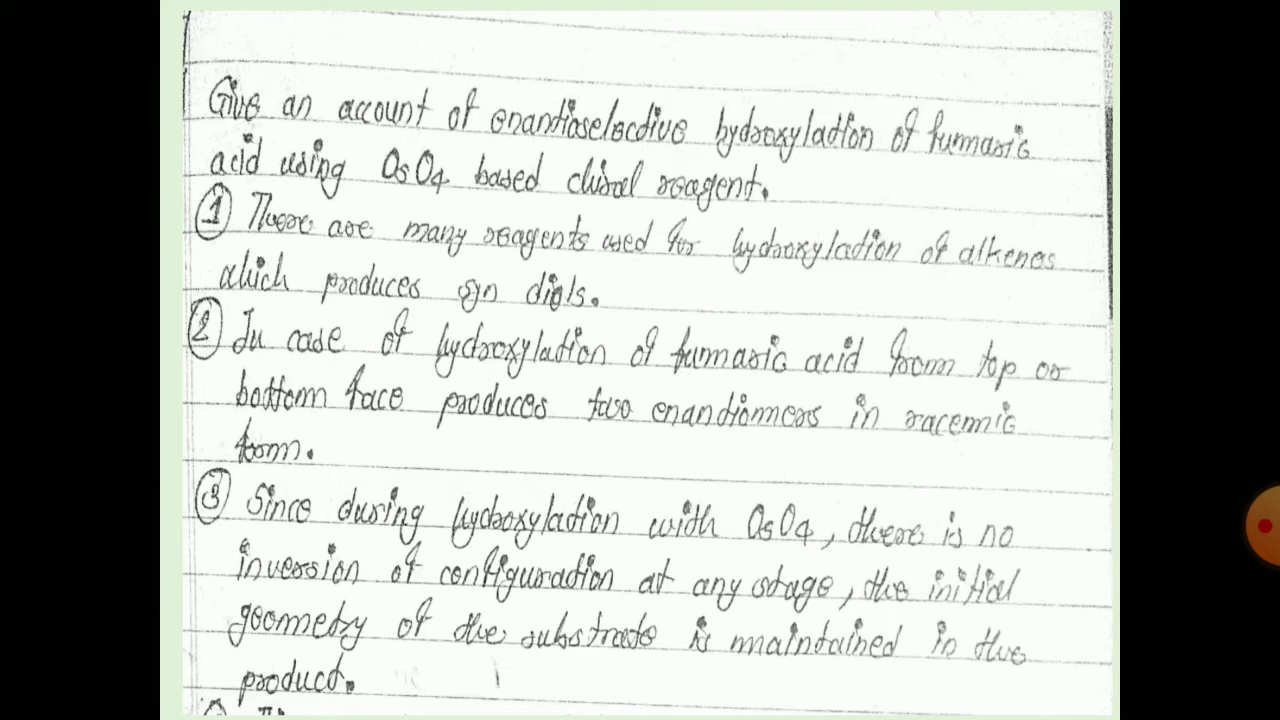 Give an account of enantioselective hydroxylation of fumaric
acid using OsO4 based chiral reagent.
① There are many reagents used for hydroxylation of alkenes
which produces syn diols.
② In case of hydroxylation of fumaric acid from top or
bottom face produces two enantiomers in racemic
form.
③ Since during hydroxylation with OsO4, there is no
inversion of configuration at any stage, the initial
geometry of the substrate is maintained in the
product.